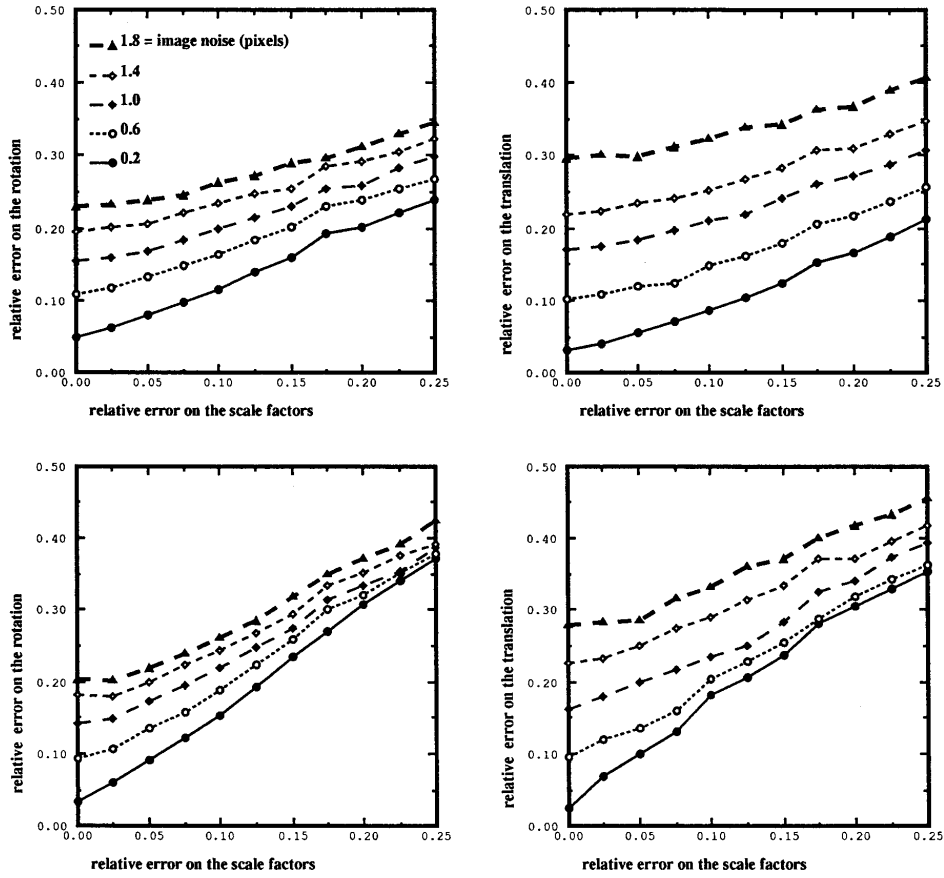 0.50
0.40
0.30
0.20
0.10
0.00
1.8 = image noise (pixels)
1.4
1.0
0.6
0.2
relative error on the rotation
0.00 0.05 0.10 0.15 0.20 0.25
relative error on the scale factors
0.50
0.40
0.30
0.20
0.10
0.00
relative error on the translation
0.00 0.05 0.10 0.15 0.20 0.25
relative error on the scale factors
0.50
0.40
0.30
0.20
0.10
0.00
relative error on the rotation
0.00 0.05 0.10 0.15 0.20 0.25
relative error on the scale factors
0.50
0.40
0.30
0.20
0.10
0.00
relative error on the translation
0.00 0.05 0.10 0.15 0.20 0.25
relative error on the scale factors